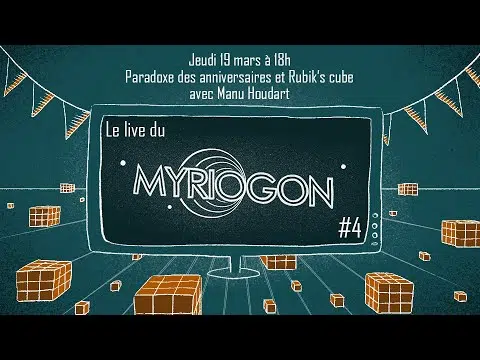 Jeudi 19 mars à 18h
Paradoxe des anniversaires et Rubik's cube
avec Manu Houdart
Le live du
MYRIOGON
#4